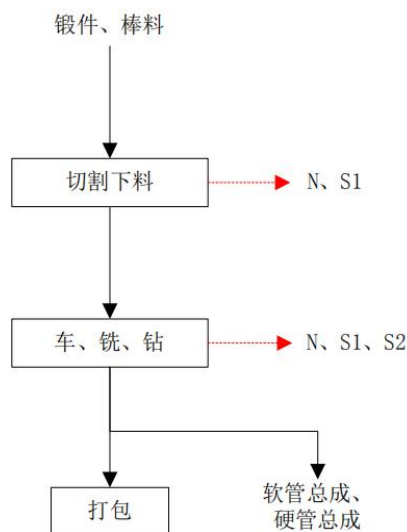 锻件、棒料
切割下料
N、S1
车、铣、钻
N、S1、S2
打包
软管总成、
硬管总成